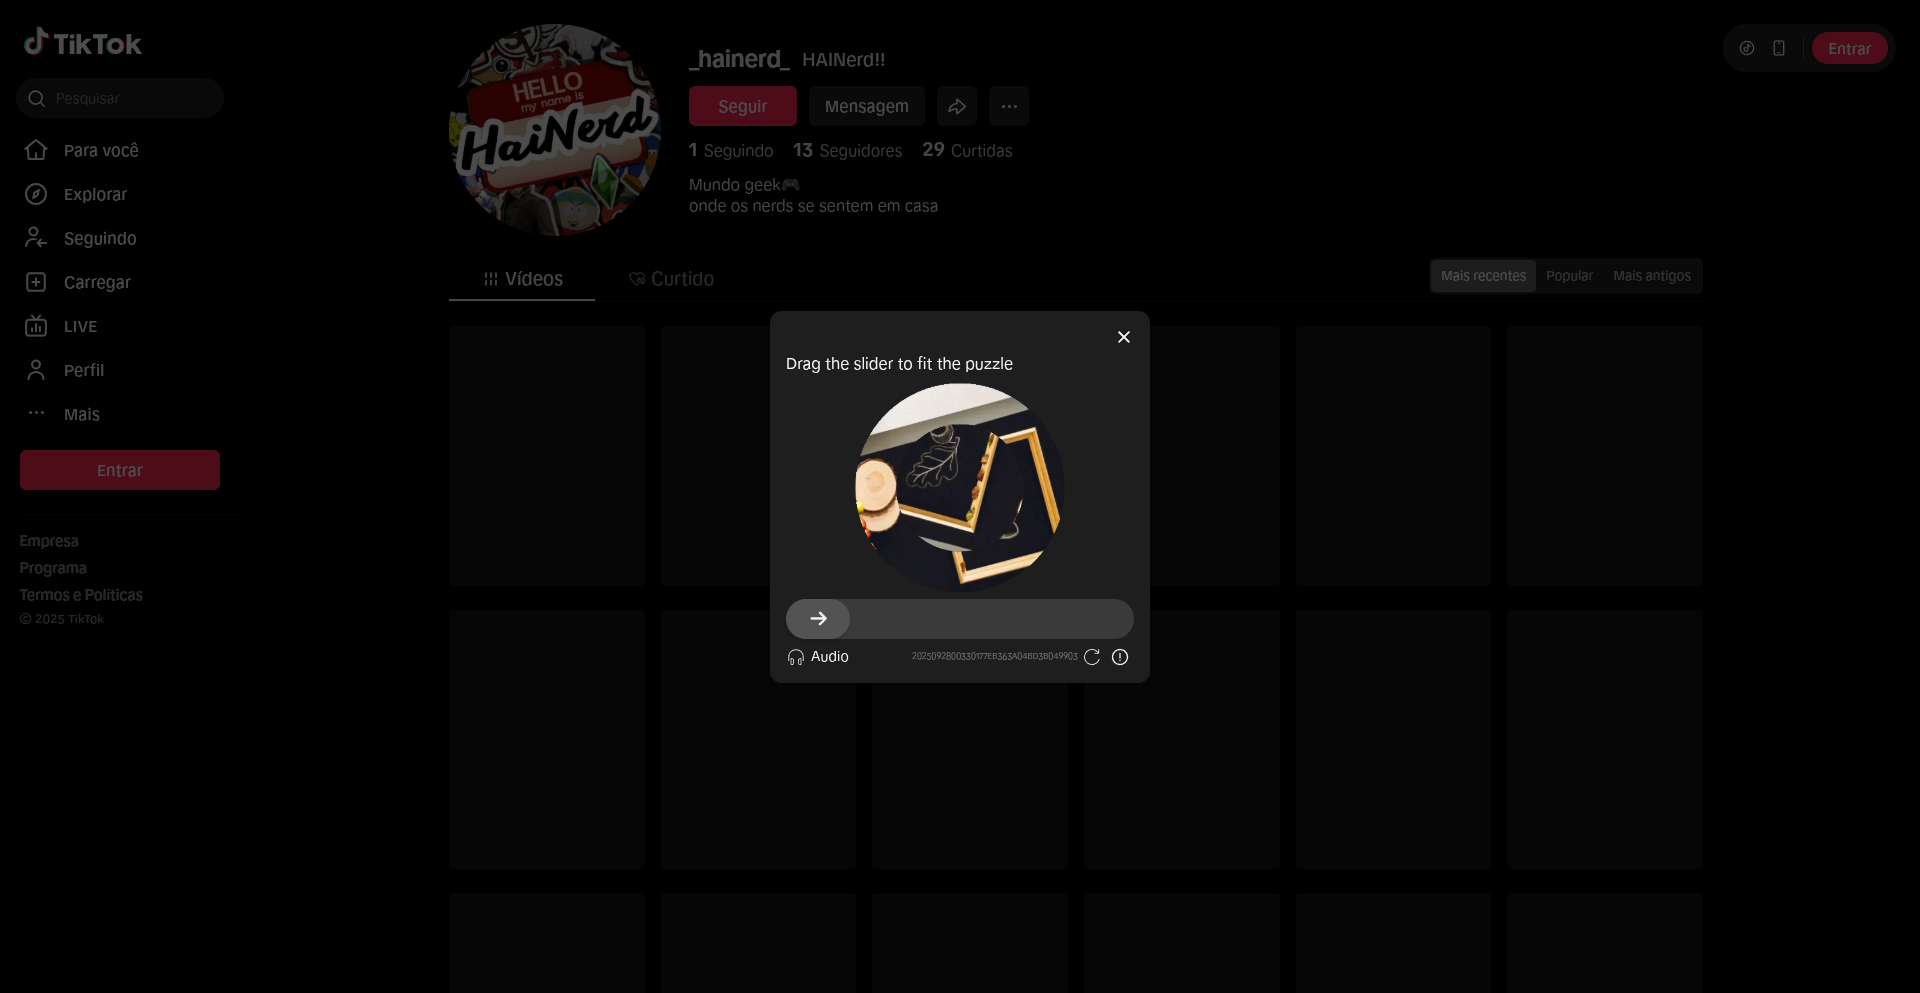 TikTok
Pesquisar
Para você
Explorar
Seguindo
Carregar
LIVE
Perfil
Mais
Entrar
Empresa
Programa
Termos e Políticas
© 2025 TikTok
HELLO
my name is
HaiNerd
_hainerd_ HAINerd!!
Seguir Mensagem
1 Seguindo 13 Seguidores 29 Curtidas
Mundo geek🎮
onde os nerds se sentem em casa
Entrar
Vídeos Curtido
Mais recentes Popular Mais antigos
Drag the slider to fit the puzzle
Audio
2025092800330177EB363A04BD3B049903